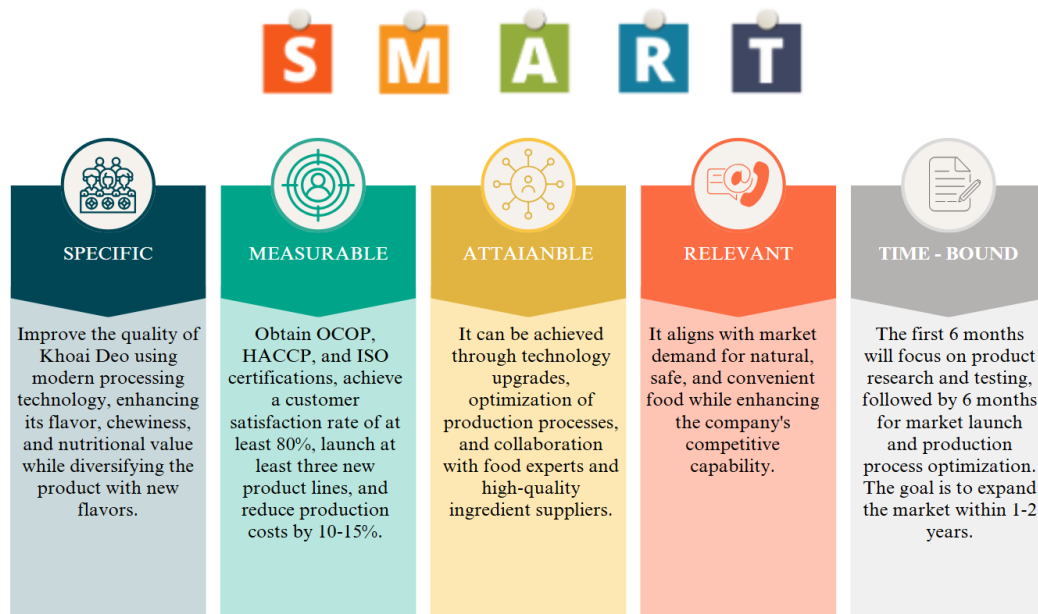 S M A R T
SPECIFIC
Improve the quality of
Khoai Deo using
modern processing
technology, enhancing
its flavor, chewiness,
and nutritional value
while diversifying the
product with new
flavors.
MEASURABLE
Obtain OCOP,
HACCP, and ISO
certifications, achieve
a customer
satisfaction rate of at
least 80%, launch at
least three new
product lines, and
reduce production
costs by 10-15%.
ATTAIANBLE
It can be achieved
through technology
upgrades,
optimization of
production processes,
and collaboration
with food experts and
high-quality
ingredient suppliers.
RELEVANT
It aligns with market
demand for natural,
safe, and convenient
food while enhancing
the company's
competitive
capability.
TIME - BOUND
The first 6 months
will focus on product
research and testing,
followed by 6 months
for market launch
and production
process optimization.
The goal is to expand
the market within 1-2
years.